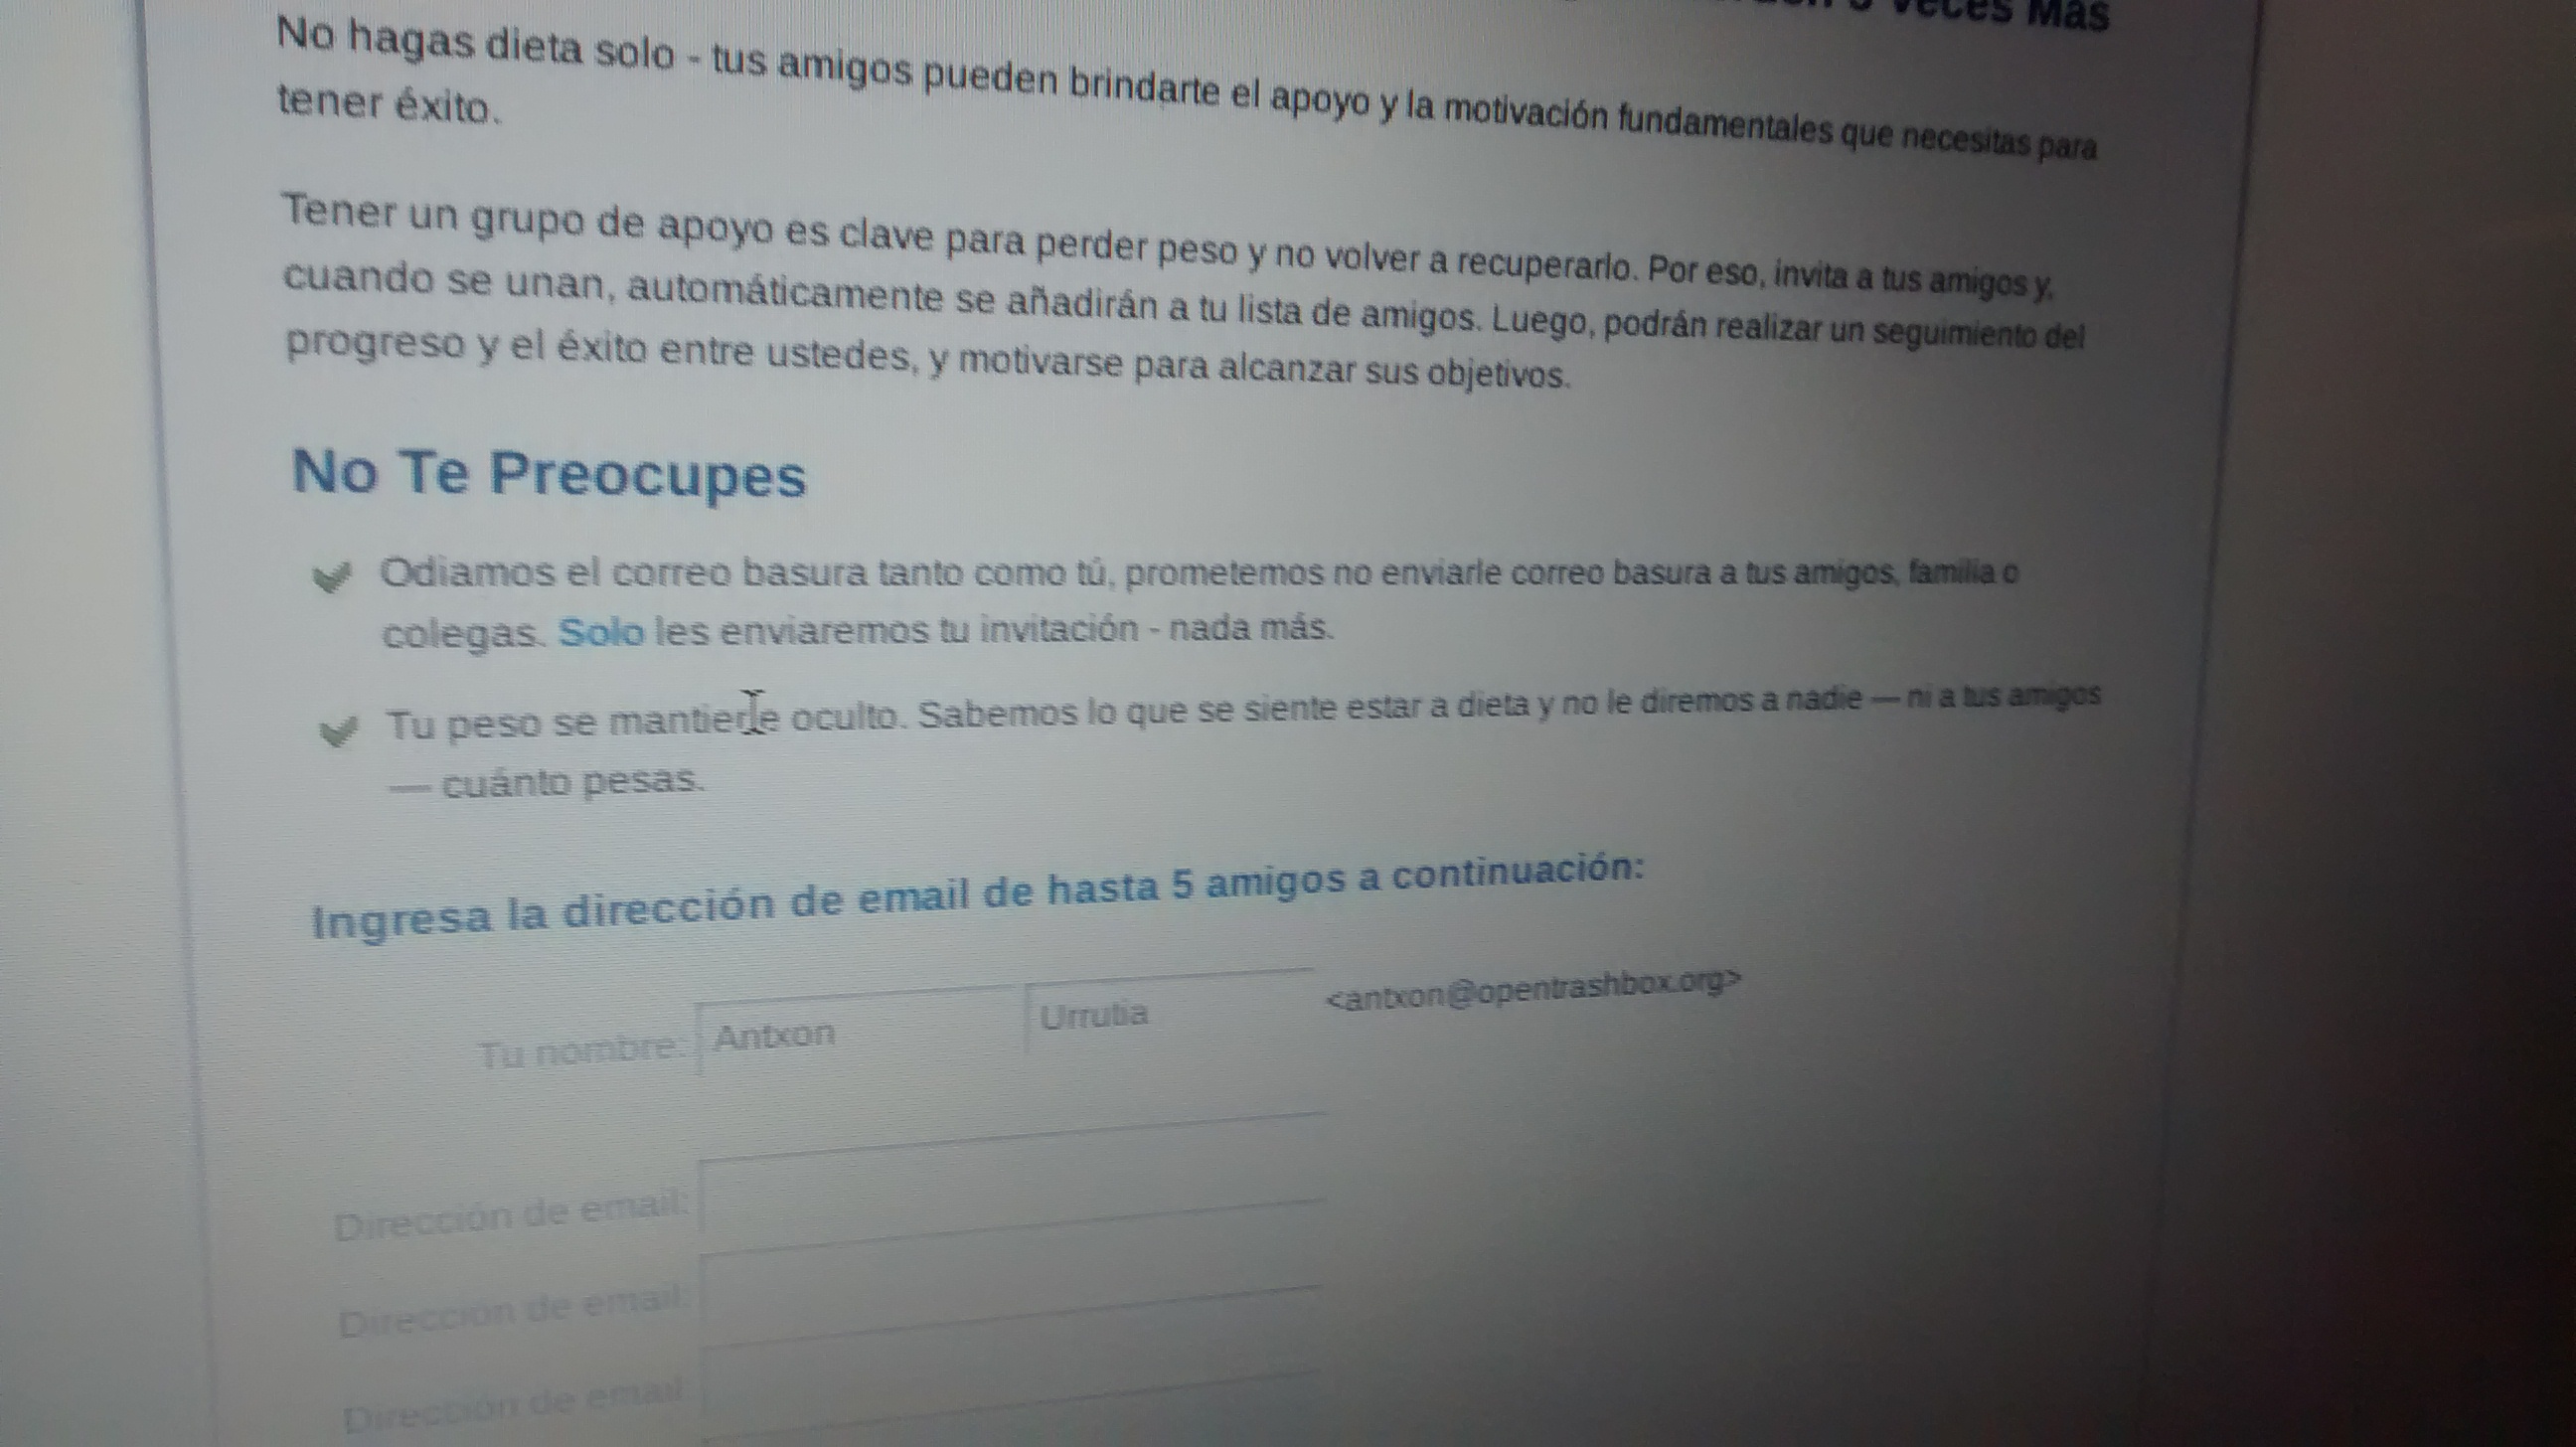 veces Más
No hagas dieta solo - tus amigos pueden brindarte el apoyo y la motivación fundamentales que necesitas para
tener éxito.
Tener un grupo de apoyo es clave para perder peso y no volver a recuperarlo. Por eso, invita a tus amigos y,
cuando se unan, automáticamente se añadirán a tu lista de amigos. Luego, podrán realizar un seguimiento del
progreso y el éxito entre ustedes, y motivarse para alcanzar sus objetivos.
No Te Preocupes
Odiamos el correo basura tanto como tú, prometemos no enviarle correo basura a tus amigos, familia o
colegas. Solo les enviaremos tu invitación - nada más.
Tu peso se mantiene oculto. Sabemos lo que se siente estar a dieta y no le diremos a nadie — ni a tus amigos
— cuánto pesas.
Ingresa la dirección de email de hasta 5 amigos a continuación:
Tu nombre: Antxon Urrutia <antxon@opentrashbox.org>
Dirección de email:
Dirección de email:
Dirección de email: